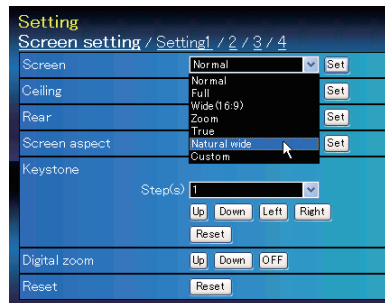 Setting
Screen setting / Setting1 / 2 / 3 / 4
Screen Normal Set
Normal
Ceiling Full Set
Wide(16:9)
Rear Zoom Set
True
Screen aspect Natural wide Set
Custom
Keystone
Step(s) 1
Up Down Left Right
Reset
Digital zoom Up Down OFF
Reset Reset